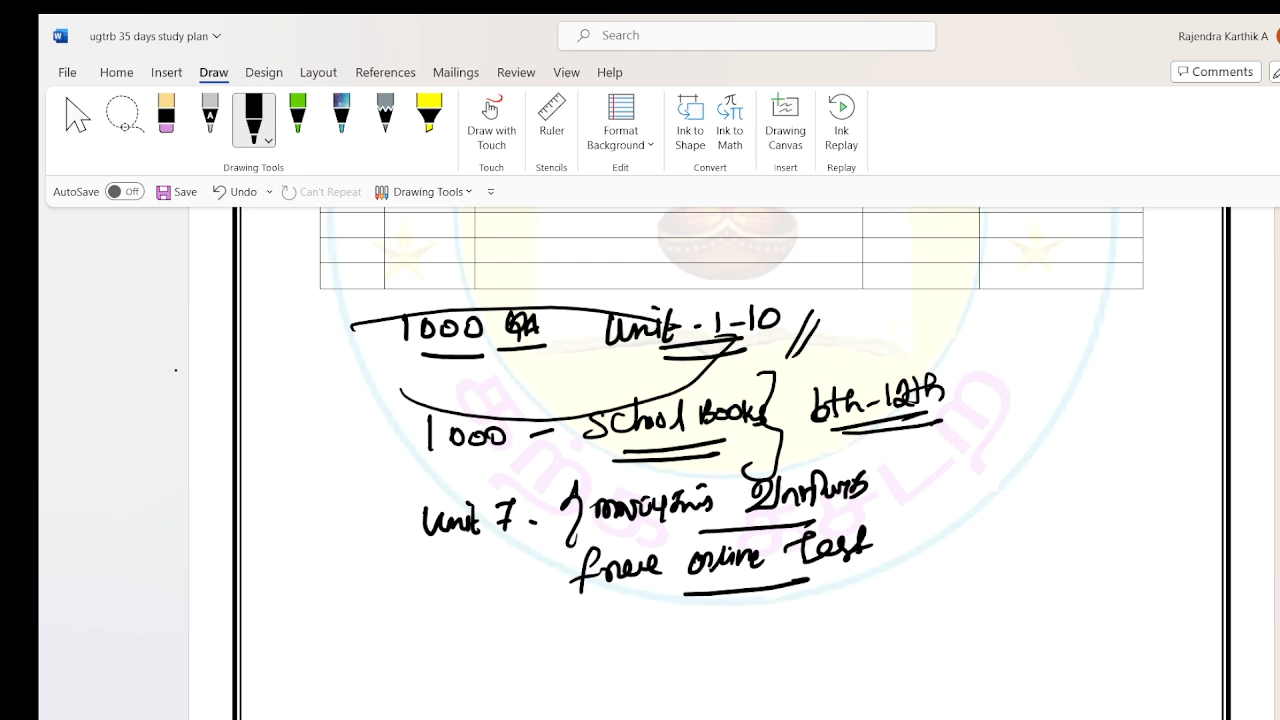 ugtrb 35 days study plan
Search
Rajendra Karthik A
File Home Insert Draw Design Layout References Mailings Review View Help
Comments
Draw with Touch
Ruler
Format Background
Ink to Shape
Ink to Math
Drawing Canvas
Ink Replay
Drawing Tools Touch Stencils Edit Convert Insert Replay
AutoSave Off Save Undo Can't Repeat Drawing Tools
1000 QA Unit - 1-10 //
1000 - School Books 6th-12th
Unit 7 -
free online Test